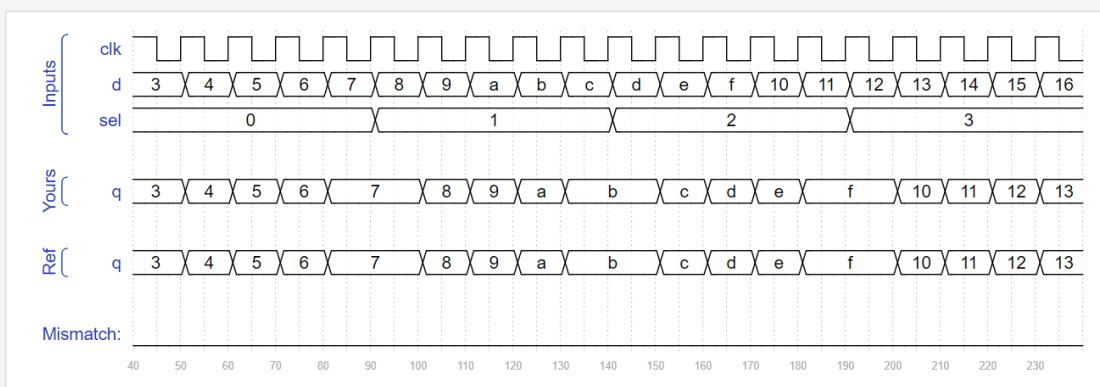 Inputs
clk
d 3 4 5 6 7 8 9 a b c d e f 10 11 12 13 14 15 16
sel 0 1 2 3
Yours
q 3 4 5 6 7 8 9 a b c d e f 10 11 12 13
Ref
q 3 4 5 6 7 8 9 a b c d e f 10 11 12 13
Mismatch:
40 50 60 70 80 90 100 110 120 130 140 150 160 170 180 190 200 210 220 230